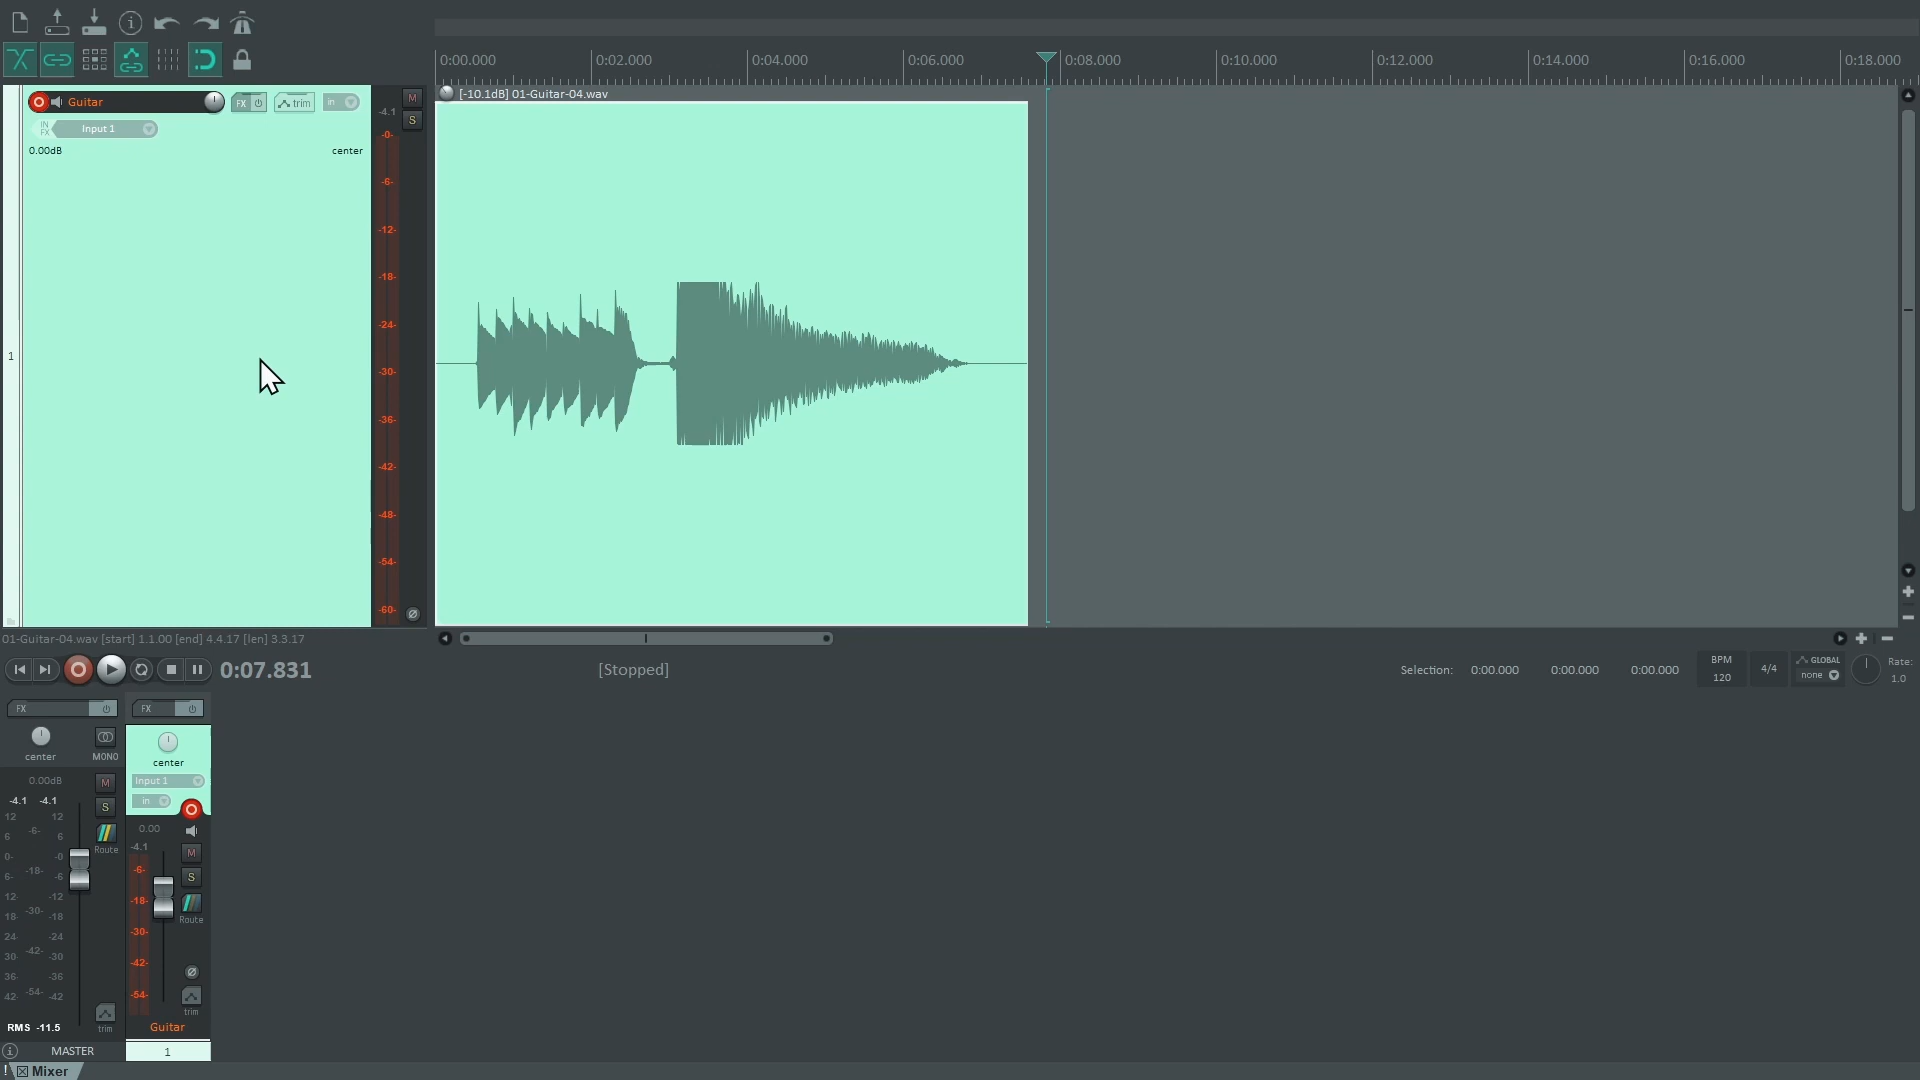 0:00.000 0:02.000 0:04.000 0:06.000 0:08.000 0:10.000 0:12.000 0:14.000 0:16.000 0:18.000
Guitar FX trim in M
[-10.1dB] 01-Guitar-04.wav
-4.1 S
IN FX Input 1
0.00dB center
-0-
-6-
-12-
-18-
-24-
1
-30-
-36-
-42-
-48-
-54-
-60-
01-Guitar-04.wav [start] 1.1.00 [end] 4.4.17 [len] 3.3.17
0:07.831 [Stopped] Selection: 0:00.000 0:00.000 0:00.000 BPM 120 4/4 GLOBAL none Rate: 1.0
FX FX
center MONO center
0.00dB M Input 1
-4.1 -4.1 S in
12 12 0.00
6 -6- 6 Route -4.1
0- -0 M
6- -18- -6 -6- S
12- -12 -18-
18- -30- -18 Route
24- -24 -30-
30- -42- -30 -42-
36- -36
42- -54- -42 -54-
trim trim
RMS -11.5 Guitar
MASTER 1
! Mixer